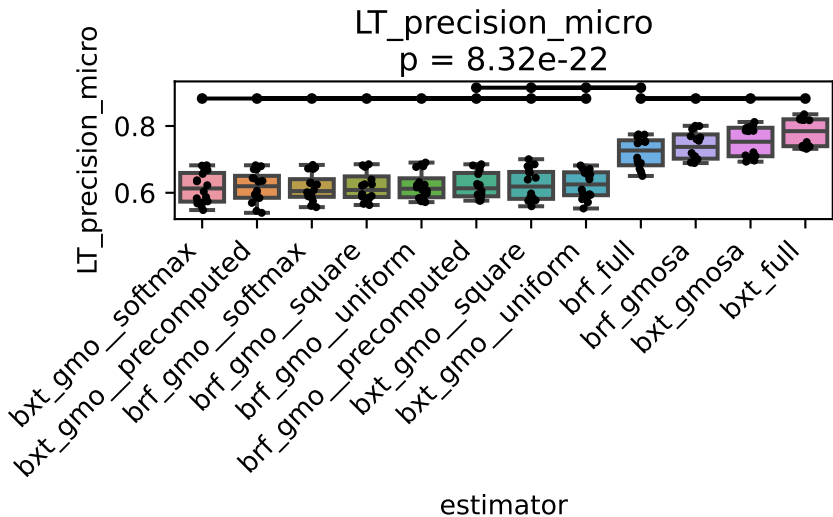 LT_precision_micro
p = 8.32e-22
LT_precision_micro
0.8
0.6
bxt_gmo__softmax
bxt_gmo__precomputed
brf_gmo__softmax
brf_gmo__square
brf_gmo__uniform
brf_gmo__precomputed
bxt_gmo__square
bxt_gmo__uniform
brf_full
brf_gmosa
bxt_gmosa
bxt_full
estimator